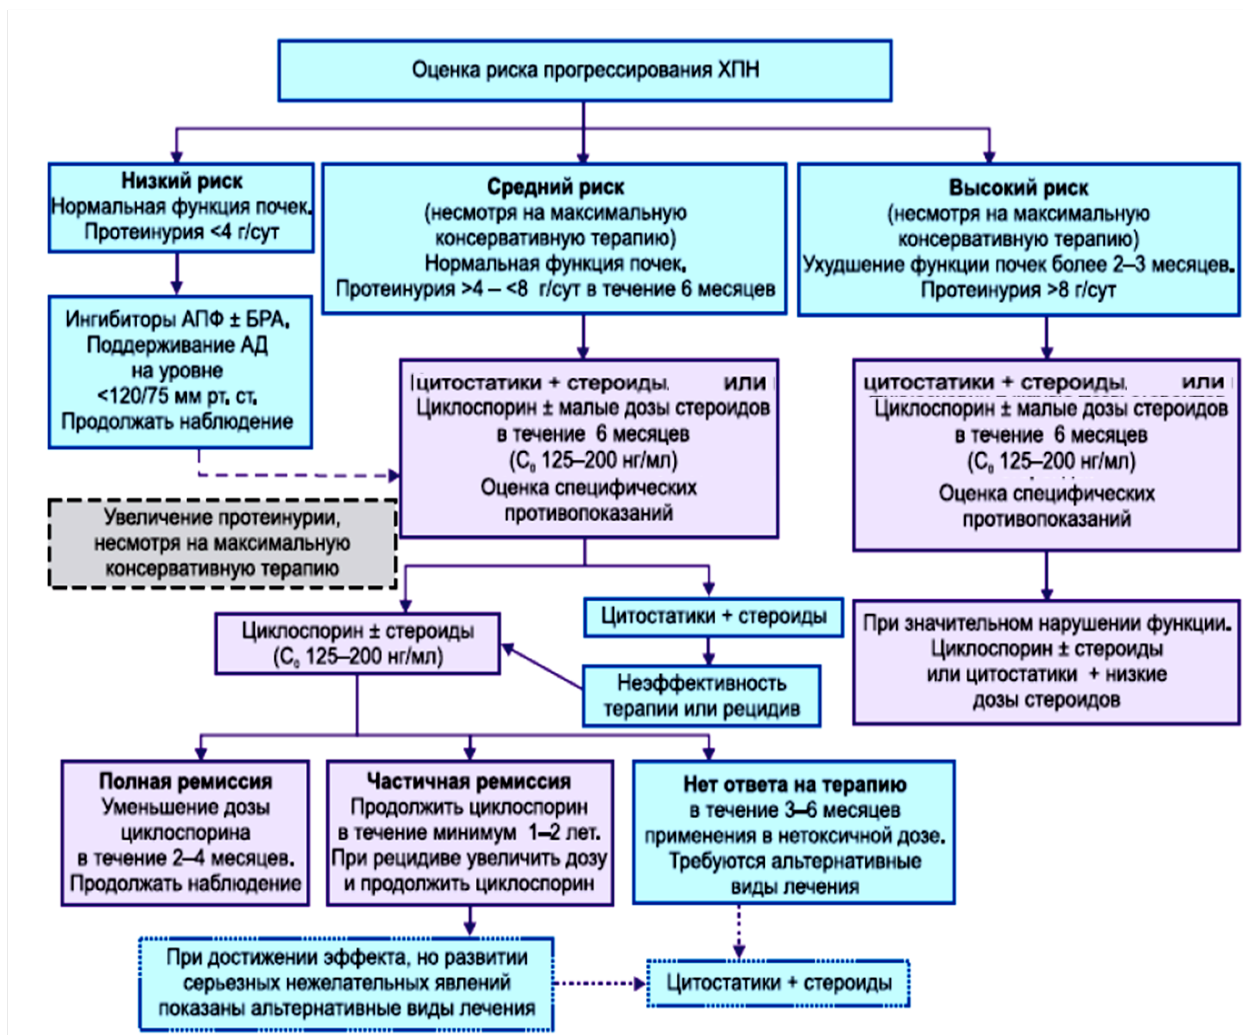 Оценка риска прогрессирования ХПН
Низкий риск
Нормальная функция почек.
Протеинурия <4 г/сут
Средний риск
(несмотря на максимальную
консервативную терапию)
Нормальная функция почек.
Протеинурия >4 – <8 г/сут в течение 6 месяцев
Высокий риск
(несмотря на максимальную
консервативную терапию)
Ухудшение функции почек более 2–3 месяцев.
Протеинурия >8 г/сут
Ингибиторы АПФ ± БРА.
Поддерживание АД
на уровне
<120/75 мм рт. ст.
Продолжать наблюдение
цитостатики + стероиды. или
Циклоспорин ± малые дозы стероидов
в течение 6 месяцев
(C₀ 125–200 нг/мл)
Оценка специфических
противопоказаний
цитостатики + стероиды. или
Циклоспорин ± малые дозы стероидов
в течение 6 месяцев
(C₀ 125–200 нг/мл)
Оценка специфических
противопоказаний
Увеличение протеинурии,
несмотря на максимальную
консервативную терапию
Циклоспорин ± стероиды
(C₀ 125–200 нг/мл)
Цитостатики + стероиды
Неэффективность
терапии или рецидив
При значительном нарушении функции.
Циклоспорин ± стероиды
или цитостатики + низкие
дозы стероидов
Полная ремиссия
Уменьшение дозы
циклоспорина
в течение 2–4 месяцев.
Продолжать наблюдение
Частичная ремиссия
Продолжить циклоспорин
в течение минимум 1–2 лет.
При рецидиве увеличить дозу
и продолжить циклоспорин
Нет ответа на терапию
в течение 3–6 месяцев
применения в нетоксичной дозе.
Требуются альтернативные
виды лечения
При достижении эффекта, но развитии
серьезных нежелательных явлений
показаны альтернативные виды лечения
Цитостатики + стероиды